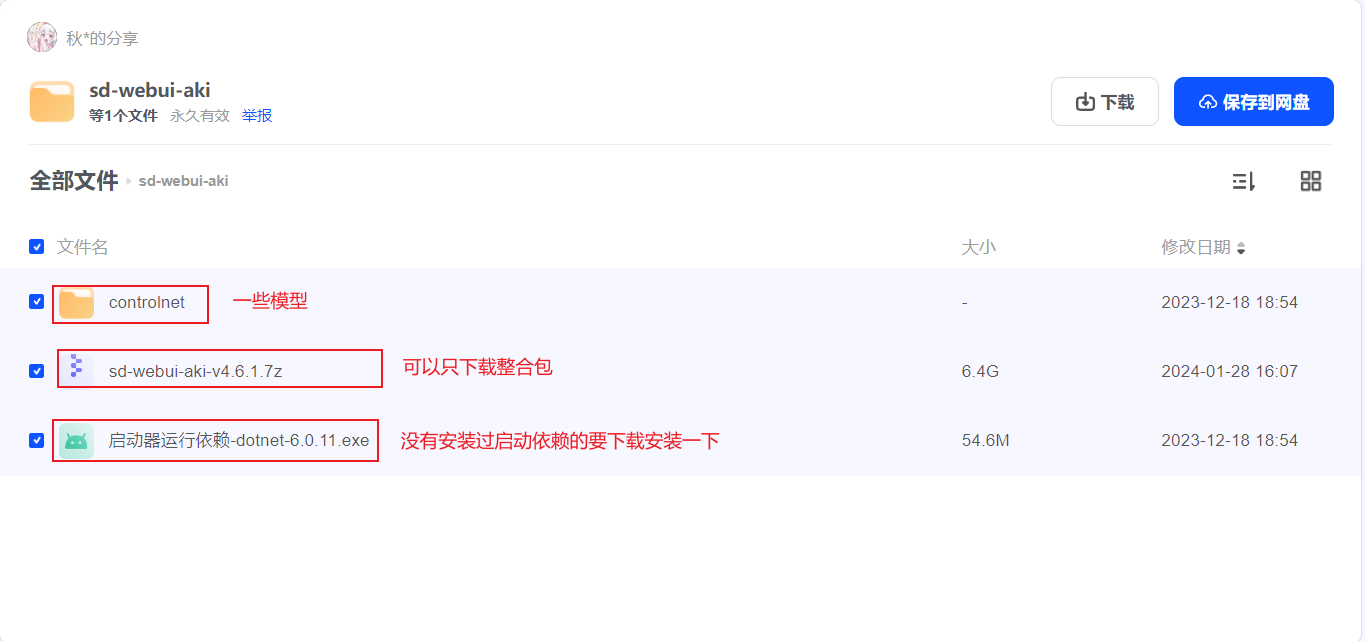 秋*的分享
sd-webui-aki
等1个文件 永久有效 举报
下载
保存到网盘
全部文件 sd-webui-aki
文件名 大小 修改日期
controlnet 一些模型 - 2023-12-18 18:54
sd-webui-aki-v4.6.1.7z 可以只下载整合包 6.4G 2024-01-28 16:07
启动器运行依赖-dotnet-6.0.11.exe 没有安装过启动依赖的要下载安装一下 54.6M 2023-12-18 18:54